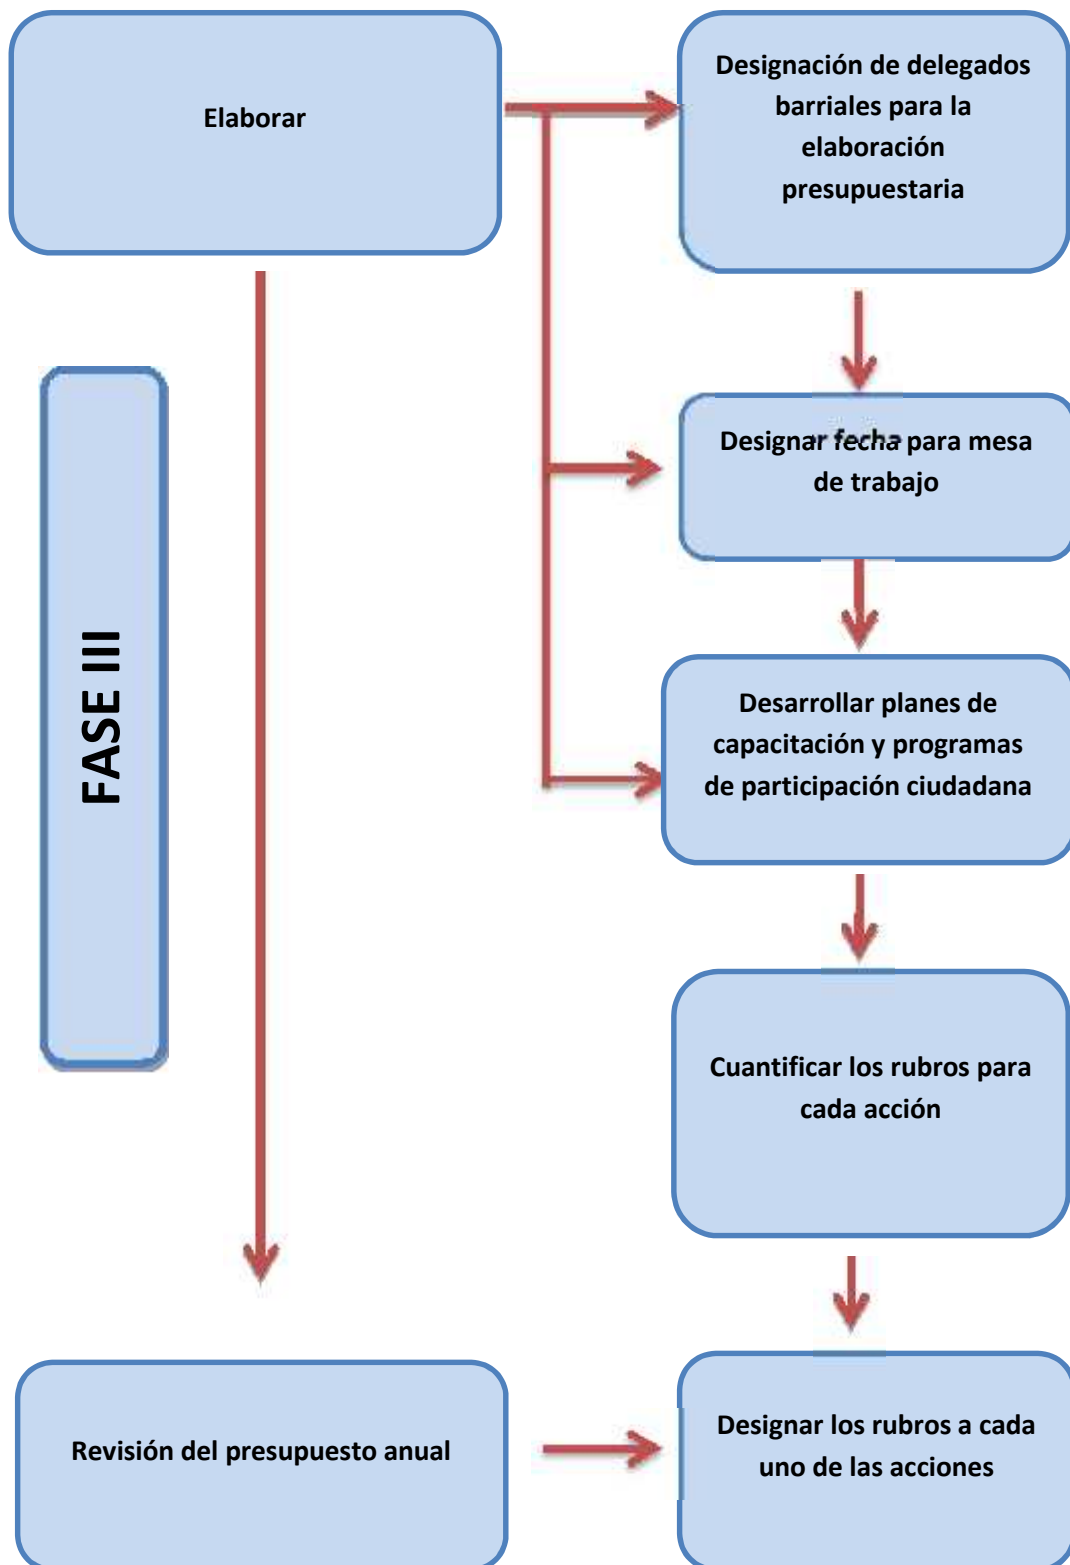 Elaborar
Designación de delegados
barriales para la
elaboración
presupuestaria
Designar fecha para mesa
de trabajo
FASE III
Desarrollar planes de
capacitación y programas
de participación ciudadana
Cuantificar los rubros para
cada acción
Revisión del presupuesto anual
Designar los rubros a cada
uno de las acciones